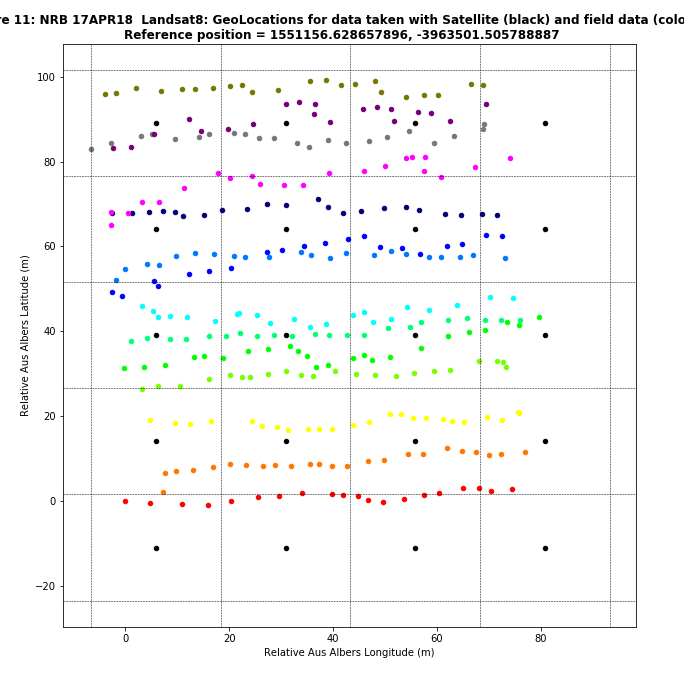 11: NRB 17APR18 Landsat8: GeoLocations for data taken with Satellite (black) and field data
Reference position = 1551156.628657896, -3963501.505788887
100
80
60
40
20
0
−20
Relative Aus Albers Latitude (m)
0 20 40 60 80
Relative Aus Albers Longitude (m)